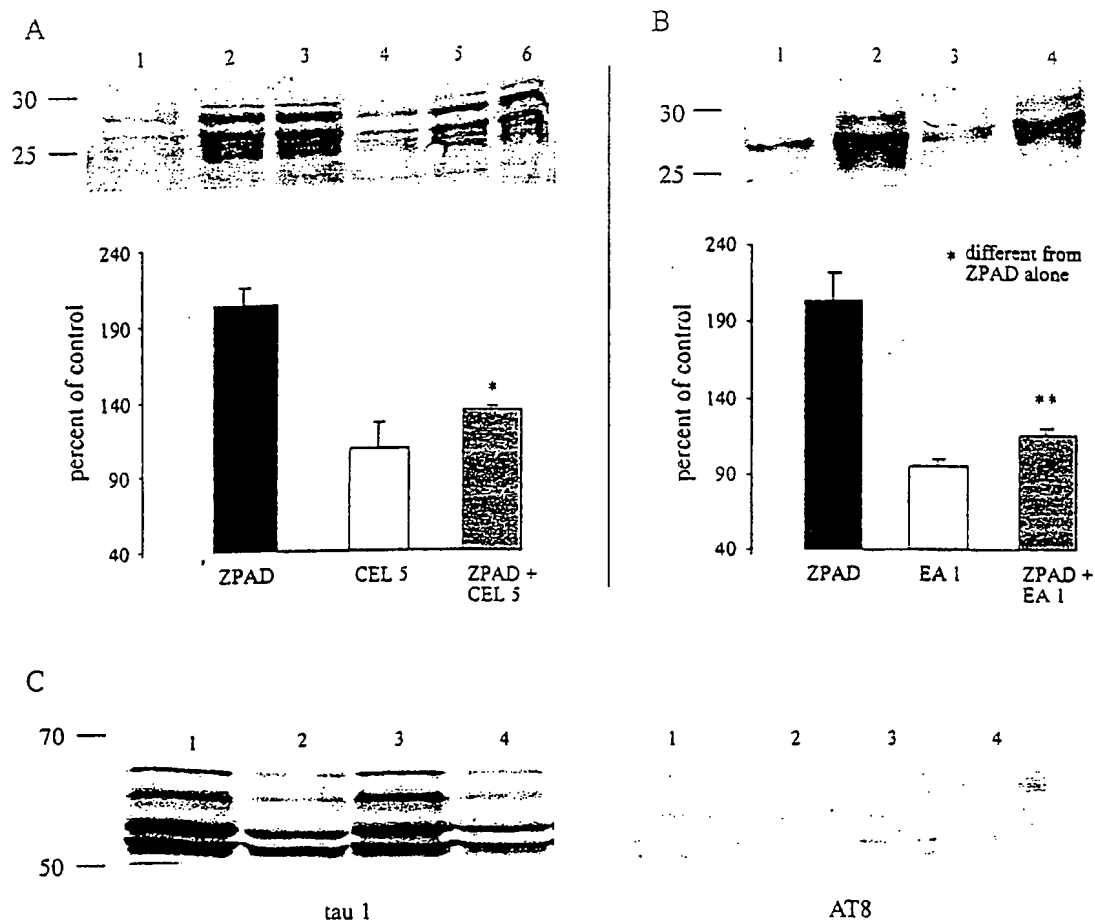 A
1 2 3 4 5 6
30
25
240
190
140
90
40
percent of control
*
ZPAD
CEL 5
ZPAD +
CEL 5
B
1 2 3 4
30
25
240
190
140
90
40
percent of control
* different from
ZPAD alone
**
ZPAD
EA 1
ZPAD +
EA 1
C
70
50
1 2 3 4
tau 1
1 2 3 4
AT8